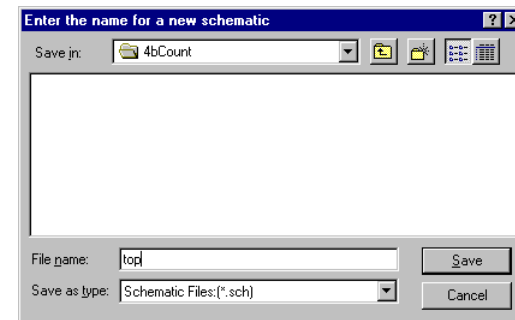 Enter the name for a new schematic
Save in: 4bCount
File name: top
Save
Save as type: Schematic Files:(*.sch)
Cancel